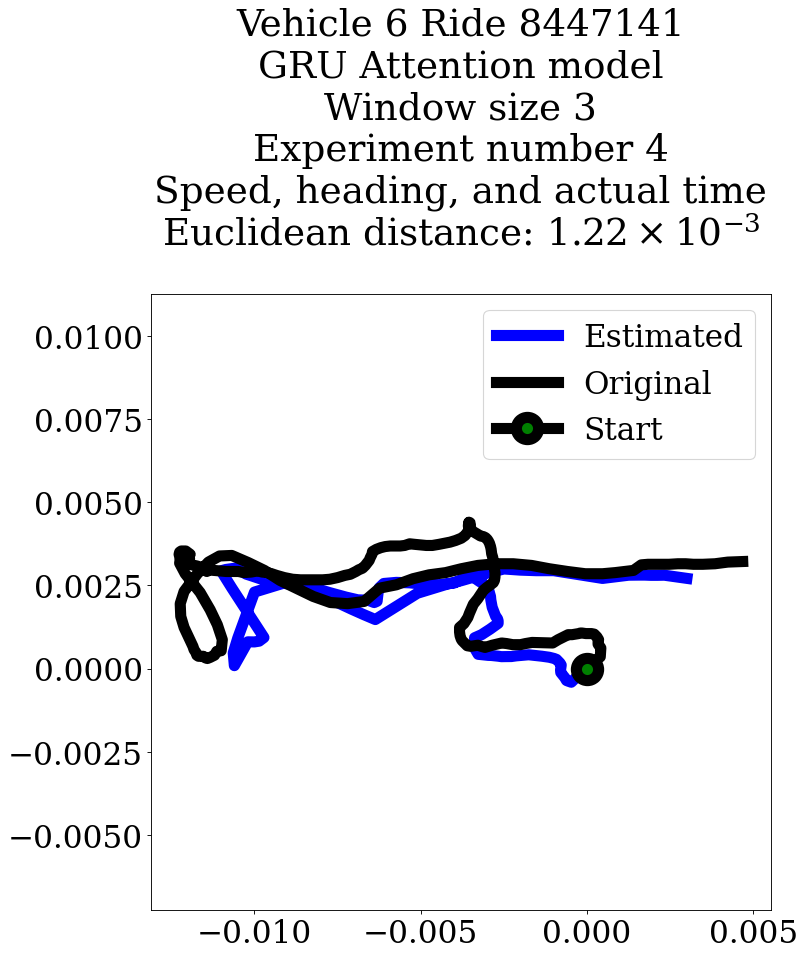 Vehicle 6 Ride 8447141
GRU Attention model
Window size 3
Experiment number 4
Speed, heading, and actual time
Euclidean distance: 1.22 × 10⁻³
Estimated
Original
Start
0.0100
0.0075
0.0050
0.0025
0.0000
−0.0025
−0.0050
−0.010 −0.005 0.000 0.005